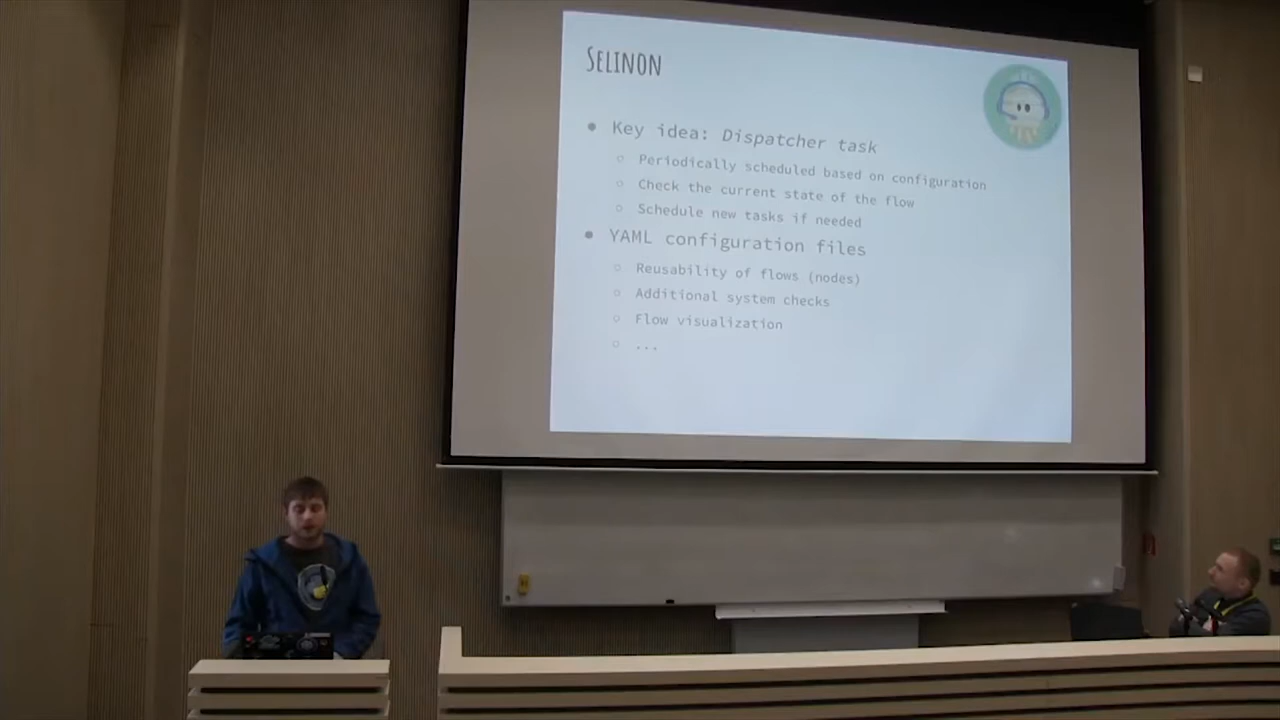 SELINON
● Key idea: Dispatcher task
○ Periodically scheduled based on configuration
○ Check the current state of the flow
○ Schedule new tasks if needed
● YAML configuration files
○ Reusability of flows (nodes)
○ Additional system checks
○ Flow visualization
○ ...